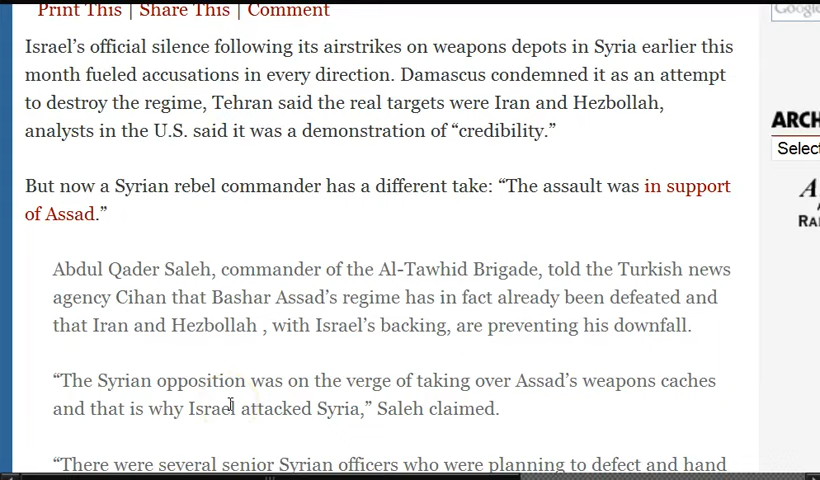 Print This | Share This | Comment
Israel’s official silence following its airstrikes on weapons depots in Syria earlier this
month fueled accusations in every direction. Damascus condemned it as an attempt
to destroy the regime, Tehran said the real targets were Iran and Hezbollah,
analysts in the U.S. said it was a demonstration of “credibility.”
But now a Syrian rebel commander has a different take: “The assault was in support
of Assad.”
Abdul Qader Saleh, commander of the Al-Tawhid Brigade, told the Turkish news
agency Cihan that Bashar Assad’s regime has in fact already been defeated and
that Iran and Hezbollah , with Israel’s backing, are preventing his downfall.
“The Syrian opposition was on the verge of taking over Assad’s weapons caches
and that is why Israel attacked Syria,” Saleh claimed.
“There were several senior Syrian officers who were planning to defect and hand
Google
ARCH
Select
A
RA